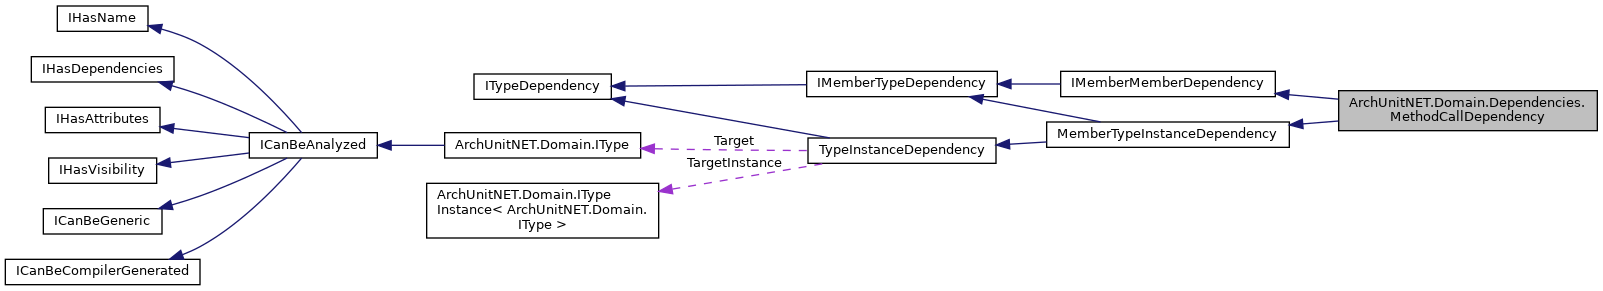 IHasName
IHasDependencies
IHasAttributes
IHasVisibility
ICanBeGeneric
ICanBeCompilerGenerated
ICanBeAnalyzed
ITypeDependency
ArchUnitNET.Domain.IType
ArchUnitNET.Domain.IType
Instance< ArchUnitNET.Domain.
IType >
Target
TargetInstance
IMemberTypeDependency
TypeInstanceDependency
IMemberMemberDependency
MemberTypeInstanceDependency
ArchUnitNET.Domain.Dependencies.
MethodCallDependency